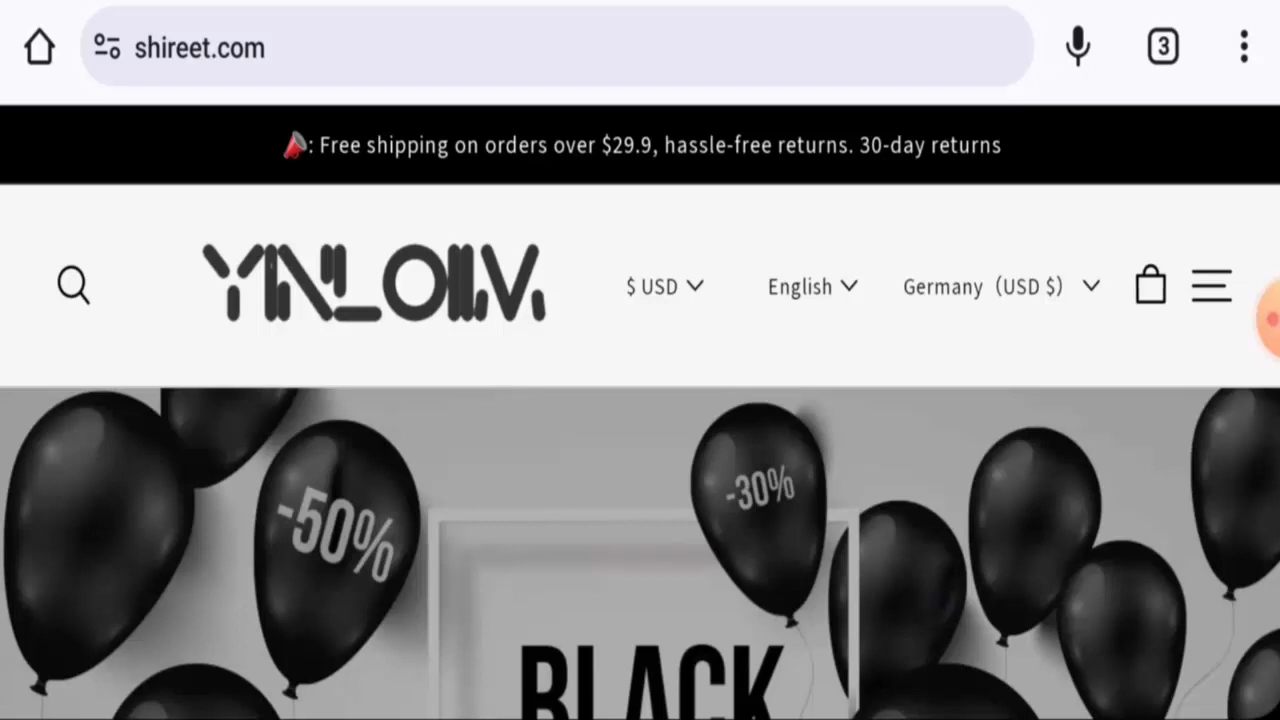 shireet.com
3
📣: Free shipping on orders over $29.9, hassle-free returns. 30-day returns
$ USD
English
Germany (USD $)
-50%
-30%
BLACK